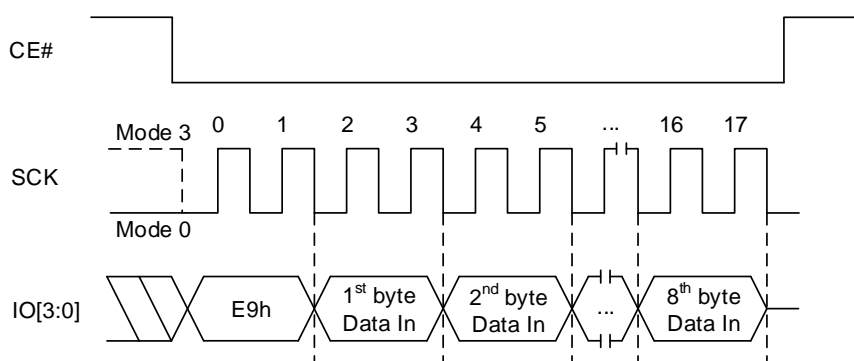 CE#
Mode 3 0 1 2 3 4 5 ... 16 17
SCK
Mode 0
IO[3:0] E9h 1st byte Data In 2nd byte Data In ... 8th byte Data In